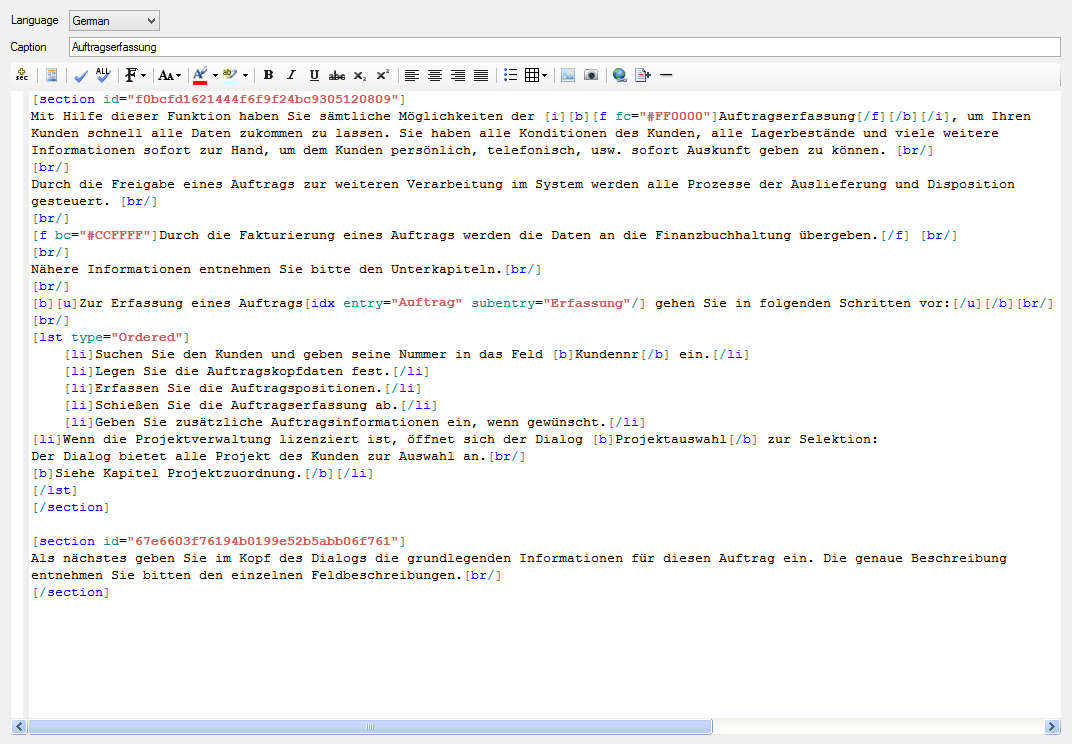 Language German
Caption Auftragserfassung
sec ALL F AA A ab B I U abc x₂ x²
[section id="f0bcfd1621444f6f9f24bc9305120809"]
Mit Hilfe dieser Funktion haben Sie sämtliche Möglichkeiten der [i][b][f fc="#FF0000"]Auftragserfassung[/f][/b][/i], um Ihren
Kunden schnell alle Daten zukommen zu lassen. Sie haben alle Konditionen des Kunden, alle Lagerbestände und viele weitere
Informationen sofort zur Hand, um dem Kunden persönlich, telefonisch, usw. sofort Auskunft geben zu können. [br/]
[br/]
Durch die Freigabe eines Auftrags zur weiteren Verarbeitung im System werden alle Prozesse der Auslieferung und Disposition
gesteuert. [br/]
[br/]
[f bc="#CCFFFF"]Durch die Fakturierung eines Auftrags werden die Daten an die Finanzbuchhaltung übergeben.[/f] [br/]
[br/]
Nähere Informationen entnehmen Sie bitte den Unterkapiteln.[br/]
[br/]
[b][u]Zur Erfassung eines Auftrags[idx entry="Auftrag" subentry="Erfassung"/] gehen Sie in folgenden Schritten vor:[/u][/b][br/]
[br/]
[lst type="Ordered"]
[li]Suchen Sie den Kunden und geben seine Nummer in das Feld [b]Kundennr[/b] ein.[/li]
[li]Legen Sie die Auftragskopfdaten fest.[/li]
[li]Erfassen Sie die Auftragspositionen.[/li]
[li]Schießen Sie die Auftragserfassung ab.[/li]
[li]Geben Sie zusätzliche Auftragsinformationen ein, wenn gewünscht.[/li]
[li]Wenn die Projektverwaltung lizenziert ist, öffnet sich der Dialog [b]Projektauswahl[/b] zur Selektion:
Der Dialog bietet alle Projekt des Kunden zur Auswahl an.[br/]
[b]Siehe Kapitel Projektzuordnung.[/b][/li]
[/lst]
[/section]
[section id="67e6603f76194b0199e52b5abb06f761"]
Als nächstes geben Sie im Kopf des Dialogs die grundlegenden Informationen für diesen Auftrag ein. Die genaue Beschreibung
entnehmen Sie bitten den einzelnen Feldbeschreibungen.[br/]
[/section]